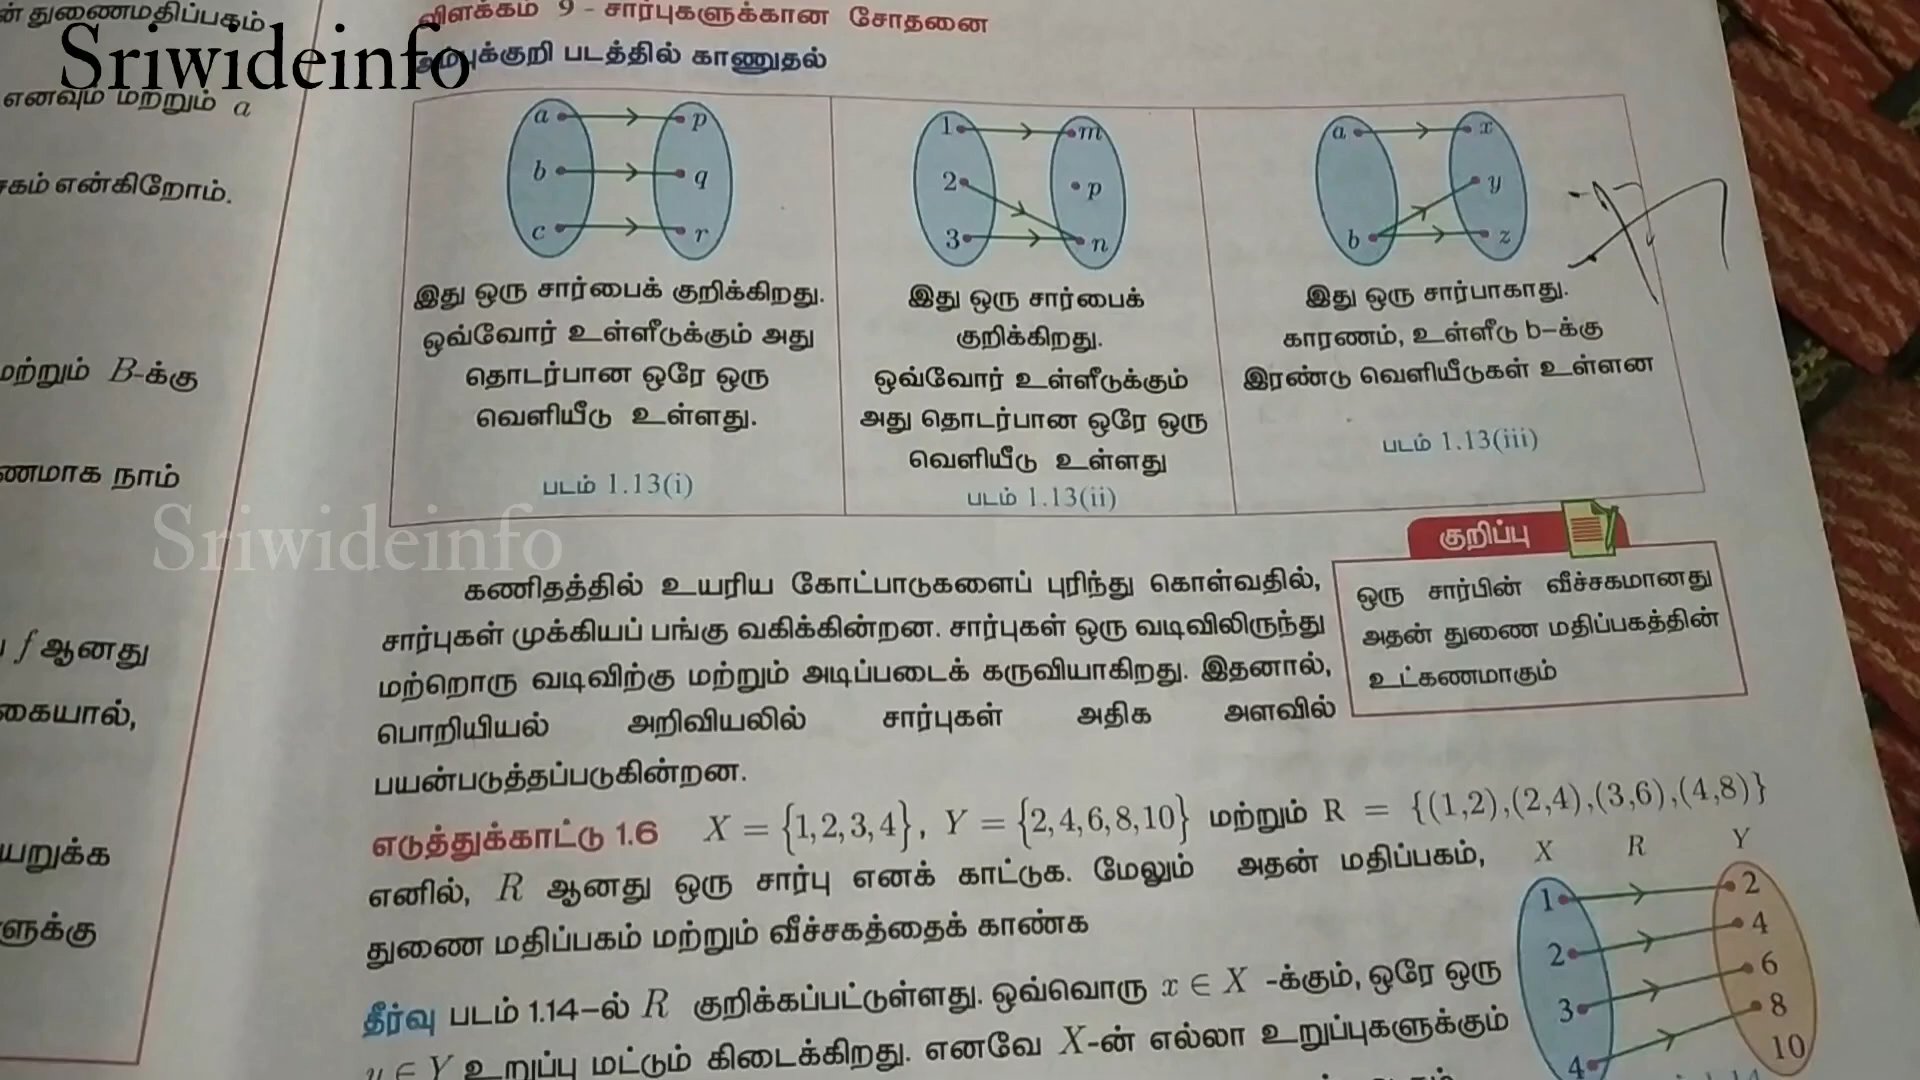 ன் துணைமதிப்பகம்
Sriwideinfo
எனவும் மற்றும் a
கம் என்கிறோம்.
மற்றும் B-க்கு
ணமாக நாம்
f ஆனது
கையால்,
யறுக்க
ளுக்கு
விளக்கம் 9 - சார்புகளுக்கான சோதனை
அம்புக்குறி படத்தில் காணுதல்
a p
b q
c r
இது ஒரு சார்பைக் குறிக்கிறது.
ஒவ்வோர் உள்ளீடுக்கும் அது
தொடர்பான ஒரே ஒரு
வெளியீடு உள்ளது.
படம் 1.13(i)
1 m
2 p
3 n
இது ஒரு சார்பைக்
குறிக்கிறது.
ஒவ்வோர் உள்ளீடுக்கும்
அது தொடர்பான ஒரே ஒரு
வெளியீடு உள்ளது
படம் 1.13(ii)
a x
y
b z
இது ஒரு சார்பாகாது.
காரணம், உள்ளீடு b-க்கு
இரண்டு வெளியீடுகள் உள்ளன
படம் 1.13(iii)
Sriwideinfo
கணிதத்தில் உயரிய கோட்பாடுகளைப் புரிந்து கொள்வதில்,
சார்புகள் முக்கியப் பங்கு வகிக்கின்றன. சார்புகள் ஒரு வடிவிலிருந்து
மற்றொரு வடிவிற்கு மற்றும் அடிப்படைக் கருவியாகிறது. இதனால்,
பொறியியல் அறிவியலில் சார்புகள் அதிக அளவில்
பயன்படுத்தப்படுகின்றன.
குறிப்பு
ஒரு சார்பின் வீச்சகமானது
அதன் துணை மதிப்பகத்தின்
உட்கணமாகும்
எடுத்துக்காட்டு 1.6 X = {1,2,3,4}, Y = {2,4,6,8,10} மற்றும் R = {(1,2),(2,4),(3,6),(4,8)}
எனில், R ஆனது ஒரு சார்பு எனக் காட்டுக. மேலும் அதன் மதிப்பகம்,
துணை மதிப்பகம் மற்றும் வீச்சகத்தைக் காண்க
தீர்வு படம் 1.14-ல் R குறிக்கப்பட்டுள்ளது. ஒவ்வொரு x ∈ X -க்கும், ஒரே ஒரு
y ∈ Y உறுப்பு மட்டும் கிடைக்கிறது. எனவே X-ன் எல்லா உறுப்புகளுக்கும்
X R Y
1 2
2 4
3 6
4 8
10